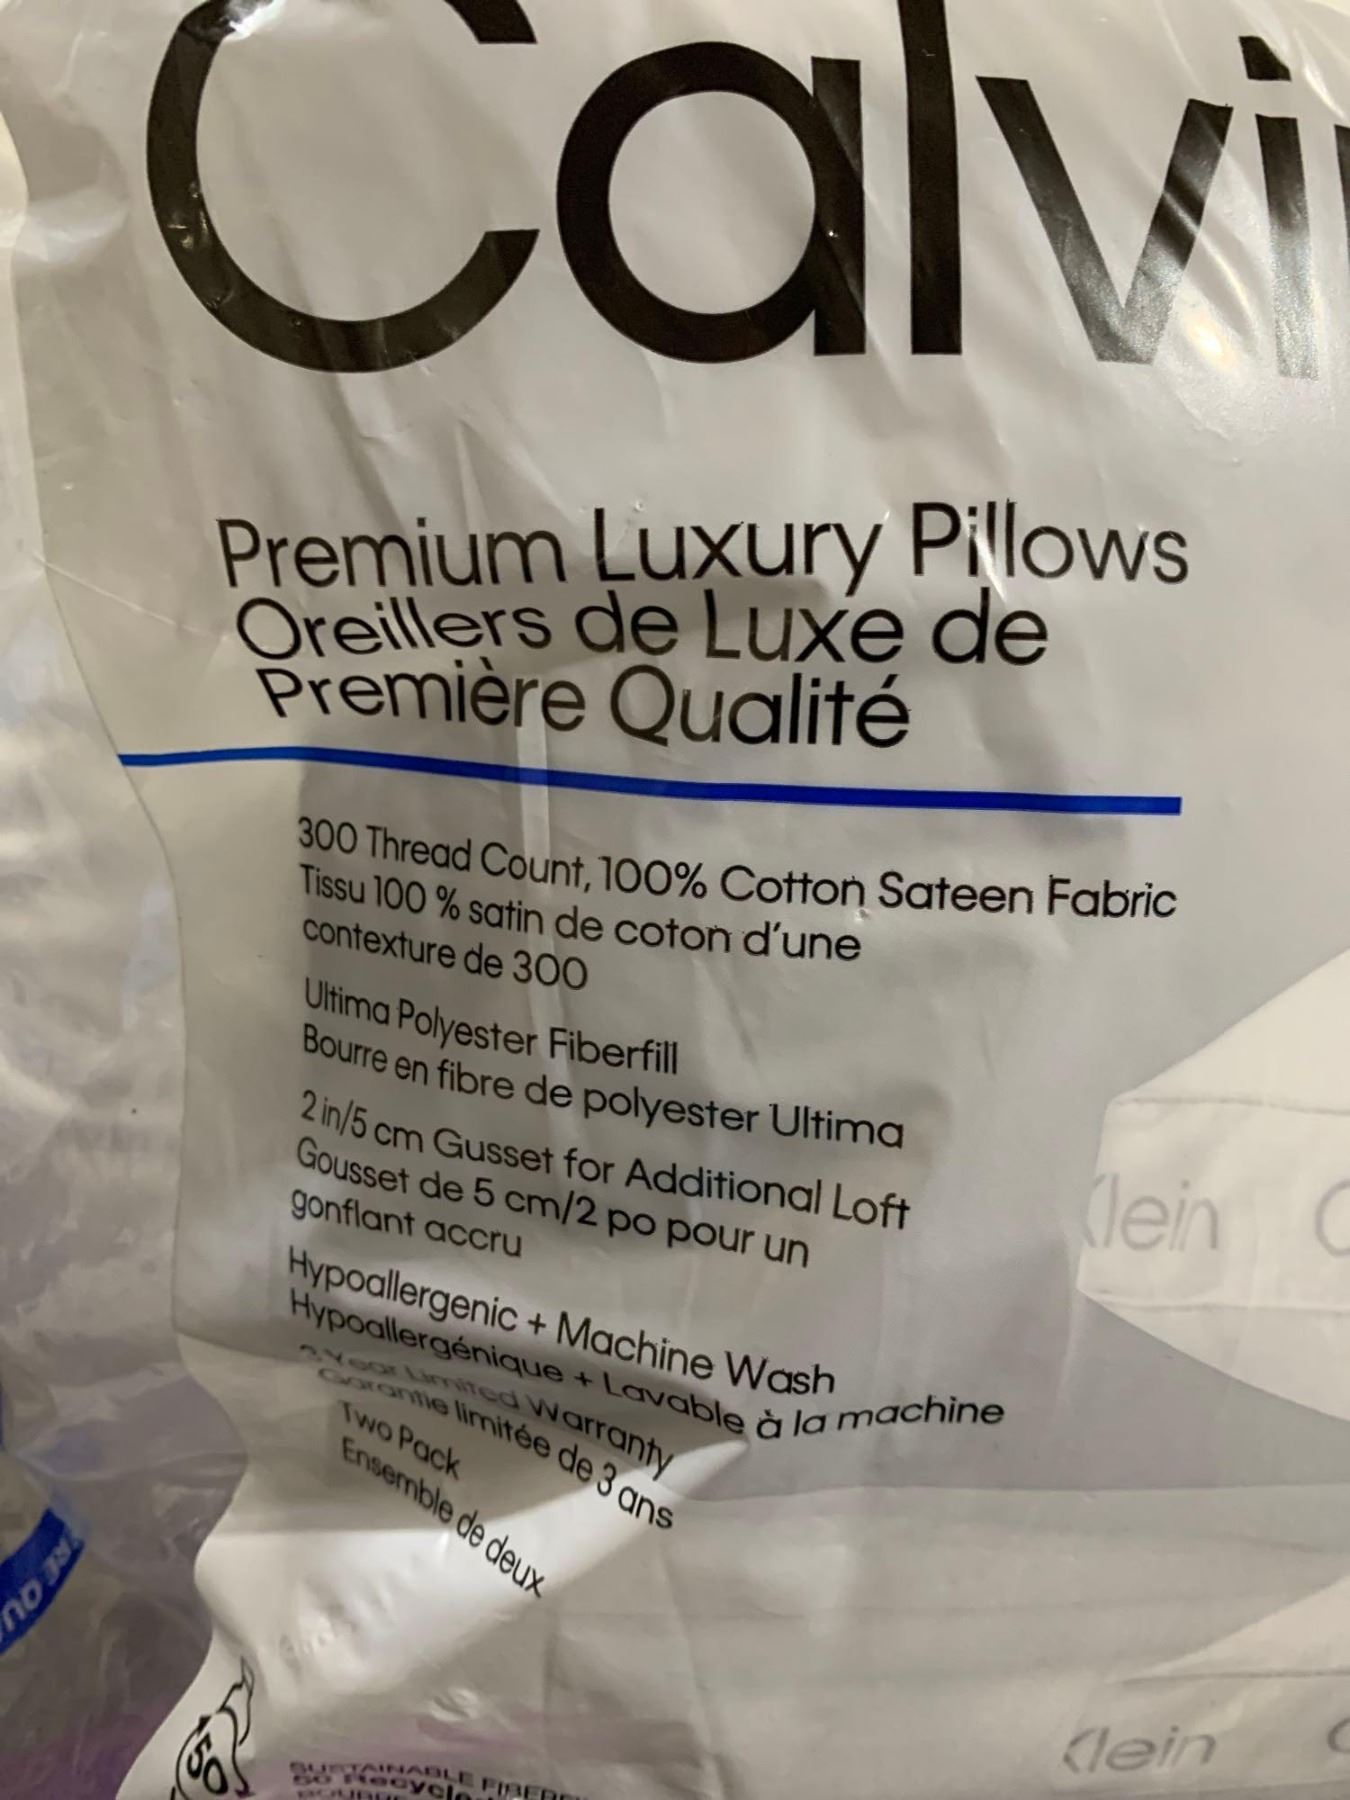 Calvi
Premium Luxury Pillows
Oreillers de Luxe de
Première Qualité
300 Thread Count, 100% Cotton Sateen Fabric
Tissu 100 % satin de coton d'une
contexture de 300
Ultima Polyester Fiberfill
Bourre en fibre de polyester Ultima
2 in/5 cm Gusset for Additional Loft
Gousset de 5 cm/2 po pour un
gonflant accru
Hypoallergenic + Machine Wash
Hypoallergénique + Lavable à la machine
Year Limited Warranty
Garantie limitée de 3 ans
Two Pack
Ensemble de deux
Klein C
Klein
50
SUSTAINABLE
50